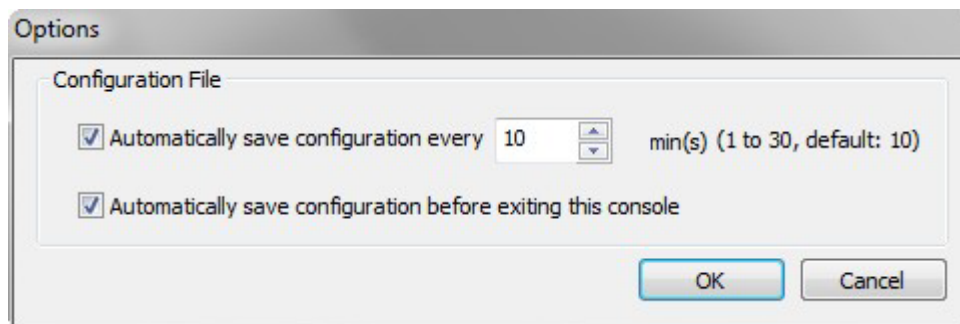 Options
Configuration File
Automatically save configuration every 10 min(s) (1 to 30, default: 10)
Automatically save configuration before exiting this console
OK Cancel